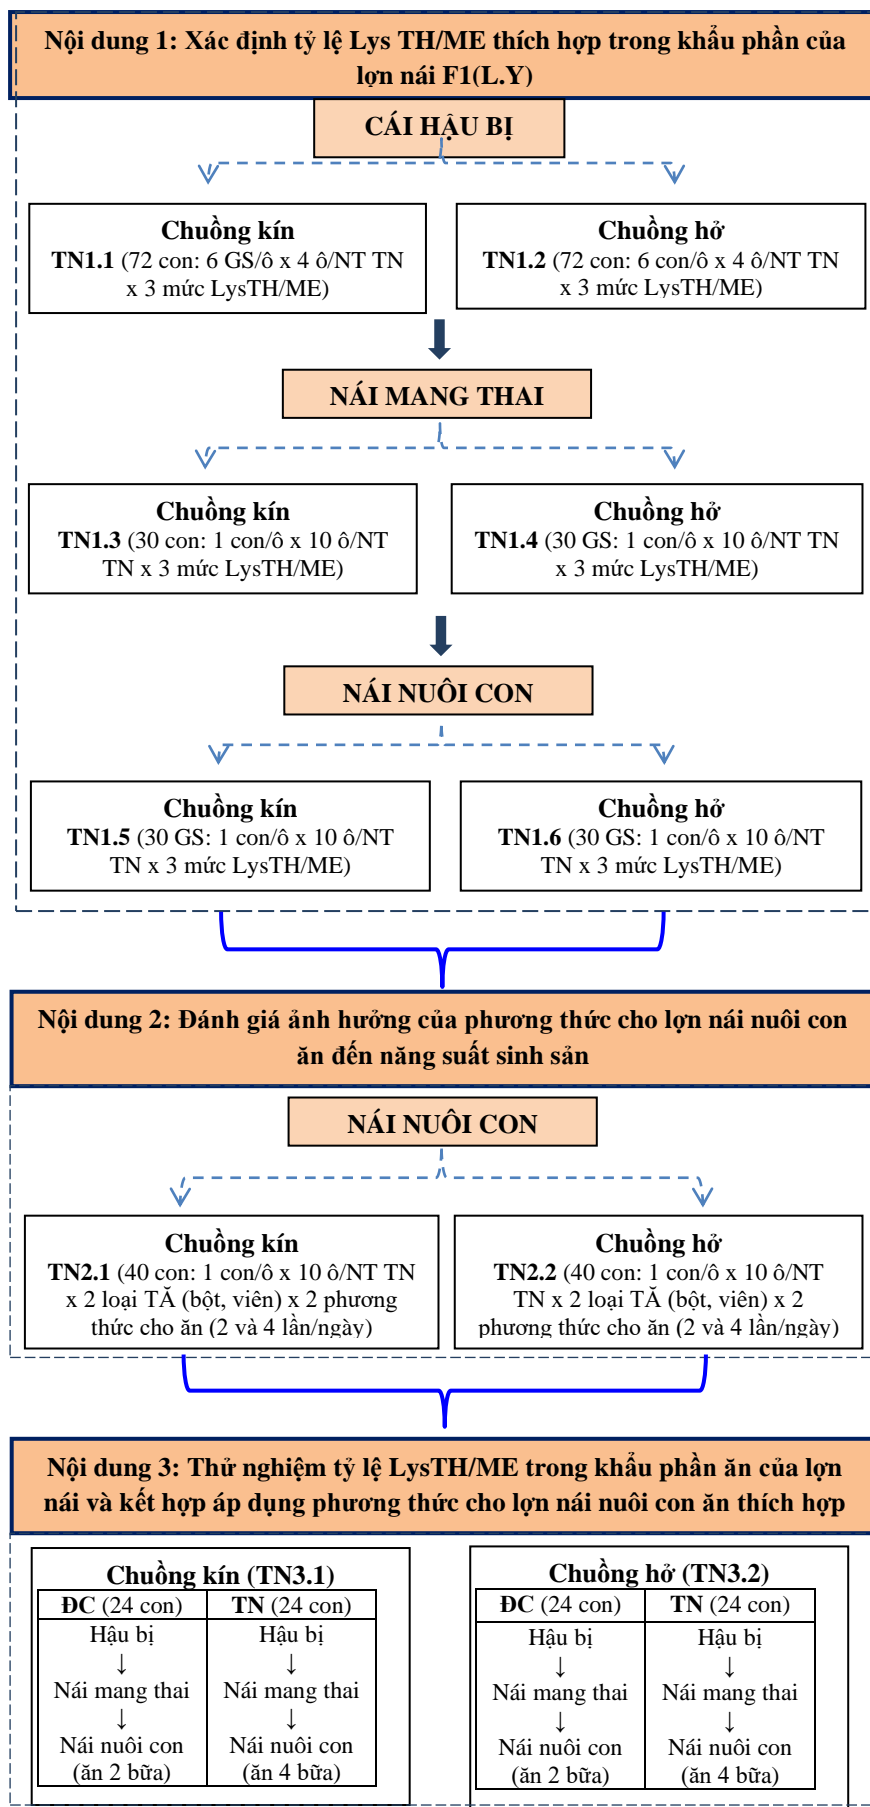 Nội dung 1: Xác định tỷ lệ Lys TH/ME thích hợp trong khẩu phần của
lợn nái F1(L.Y)
CÁI HẬU BỊ
Chuồng kín
TN1.1 (72 con: 6 GS/ô x 4 ô/NT TN
x 3 mức LysTH/ME)
Chuồng hở
TN1.2 (72 con: 6 con/ô x 4 ô/NT TN
x 3 mức LysTH/ME)
NÁI MANG THAI
Chuồng kín
TN1.3 (30 con: 1 con/ô x 10 ô/NT
TN x 3 mức LysTH/ME)
Chuồng hở
TN1.4 (30 GS: 1 con/ô x 10 ô/NT TN
x 3 mức LysTH/ME)
NÁI NUÔI CON
Chuồng kín
TN1.5 (30 GS: 1 con/ô x 10 ô/NT
TN x 3 mức LysTH/ME)
Chuồng hở
TN1.6 (30 GS: 1 con/ô x 10 ô/NT
TN x 3 mức LysTH/ME)
Nội dung 2: Đánh giá ảnh hưởng của phương thức cho lợn nái nuôi con
ăn đến năng suất sinh sản
NÁI NUÔI CON
Chuồng kín
TN2.1 (40 con: 1 con/ô x 10 ô/NT TN
x 2 loại TĂ (bột, viên) x 2 phương
thức cho ăn (2 và 4 lần/ngày)
Chuồng hở
TN2.2 (40 con: 1 con/ô x 10 ô/NT
TN x 2 loại TĂ (bột, viên) x 2
phương thức cho ăn (2 và 4 lần/ngày)
Nội dung 3: Thử nghiệm tỷ lệ LysTH/ME trong khẩu phần ăn của lợn
nái và kết hợp áp dụng phương thức cho lợn nái nuôi con ăn thích hợp
Chuồng kín (TN3.1)
ĐC (24 con) TN (24 con)
Hậu bị Hậu bị
↓ ↓
Nái mang thai Nái mang thai
↓ ↓
Nái nuôi con Nái nuôi con
(ăn 2 bữa) (ăn 4 bữa)
Chuồng hở (TN3.2)
ĐC (24 con) TN (24 con)
Hậu bị Hậu bị
↓ ↓
Nái mang thai Nái mang thai
↓ ↓
Nái nuôi con Nái nuôi con
(ăn 2 bữa) (ăn 4 bữa)